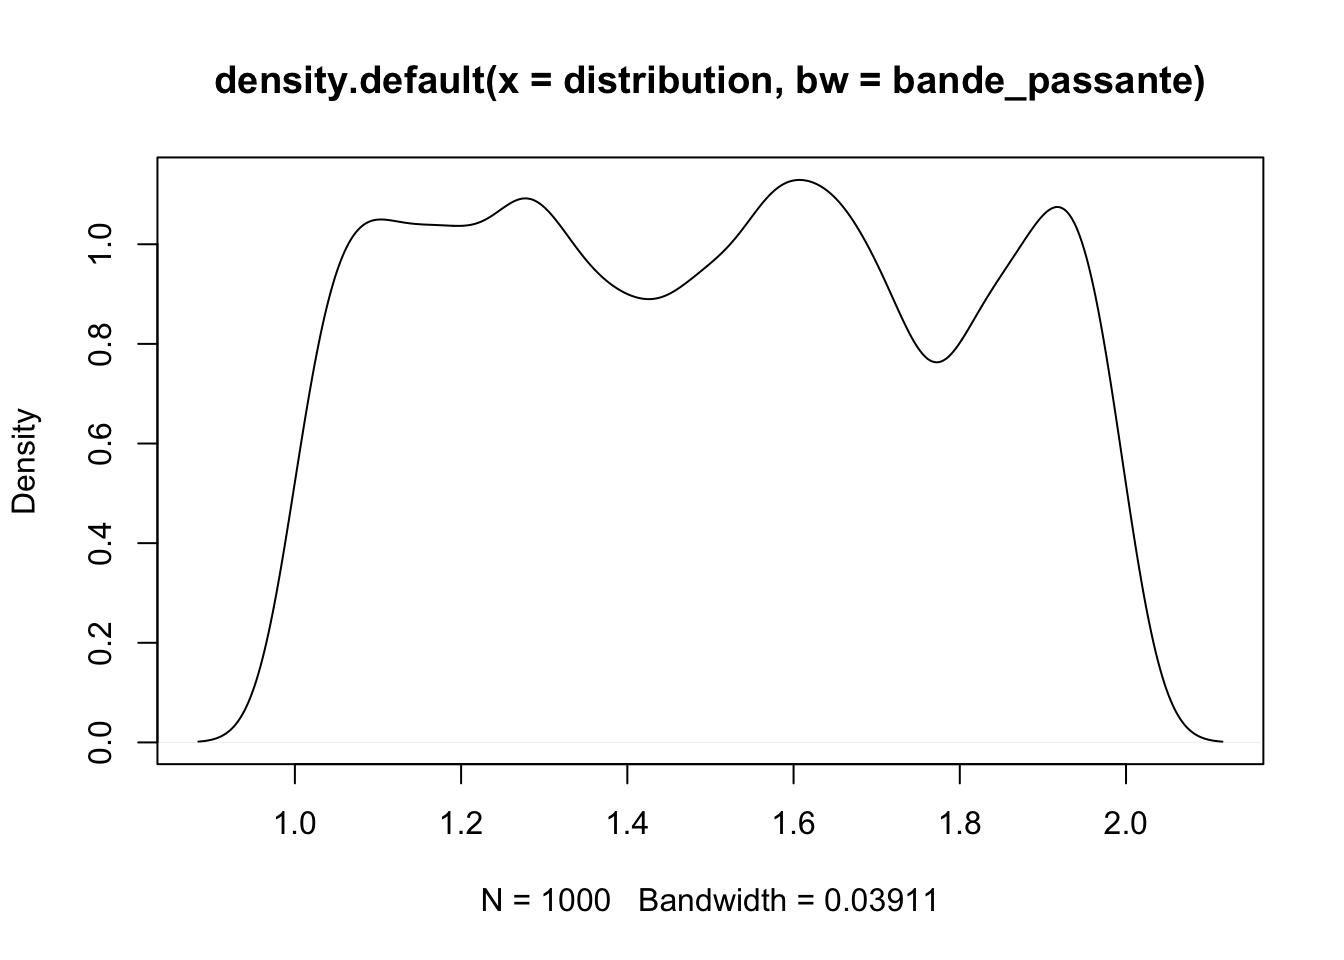 density.default(x = distribution, bw = bande_passante)
Density
0.0
0.2
0.4
0.6
0.8
1.0
1.0 1.2 1.4 1.6 1.8 2.0
N = 1000 Bandwidth = 0.03911